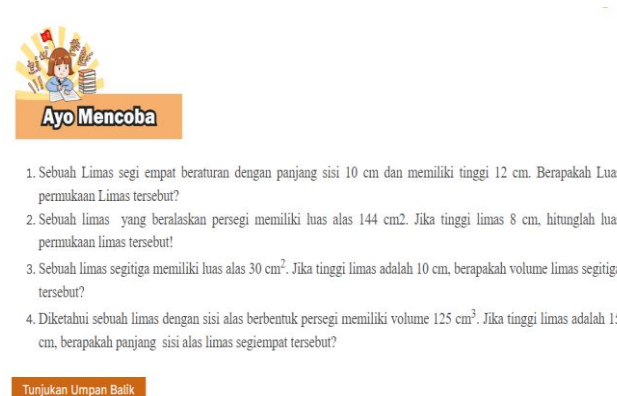 Ayo Mencoba
1. Sebuah Limas segi empat beraturan dengan panjang sisi 10 cm dan memiliki tinggi 12 cm. Berapakah
permukaan Limas tersebut?
2. Sebuah limas yang beralaskan persegi memiliki luas alas 144 cm2. Jika tinggi limas 8 cm, hitunglah
permukaan limas tersebut!
3. Sebuah limas segitiga memiliki luas alas 30 cm². Jika tinggi limas adalah 10 cm, berapakah volume limas
tersebut?
4. Diketahui sebuah limas dengan sisi alas berbentuk persegi memiliki volume 125 cm³. Jika tinggi limas adalah
cm, berapakah panjang sisi alas limas segiempat tersebut?
Tunjukan Umpan Balik